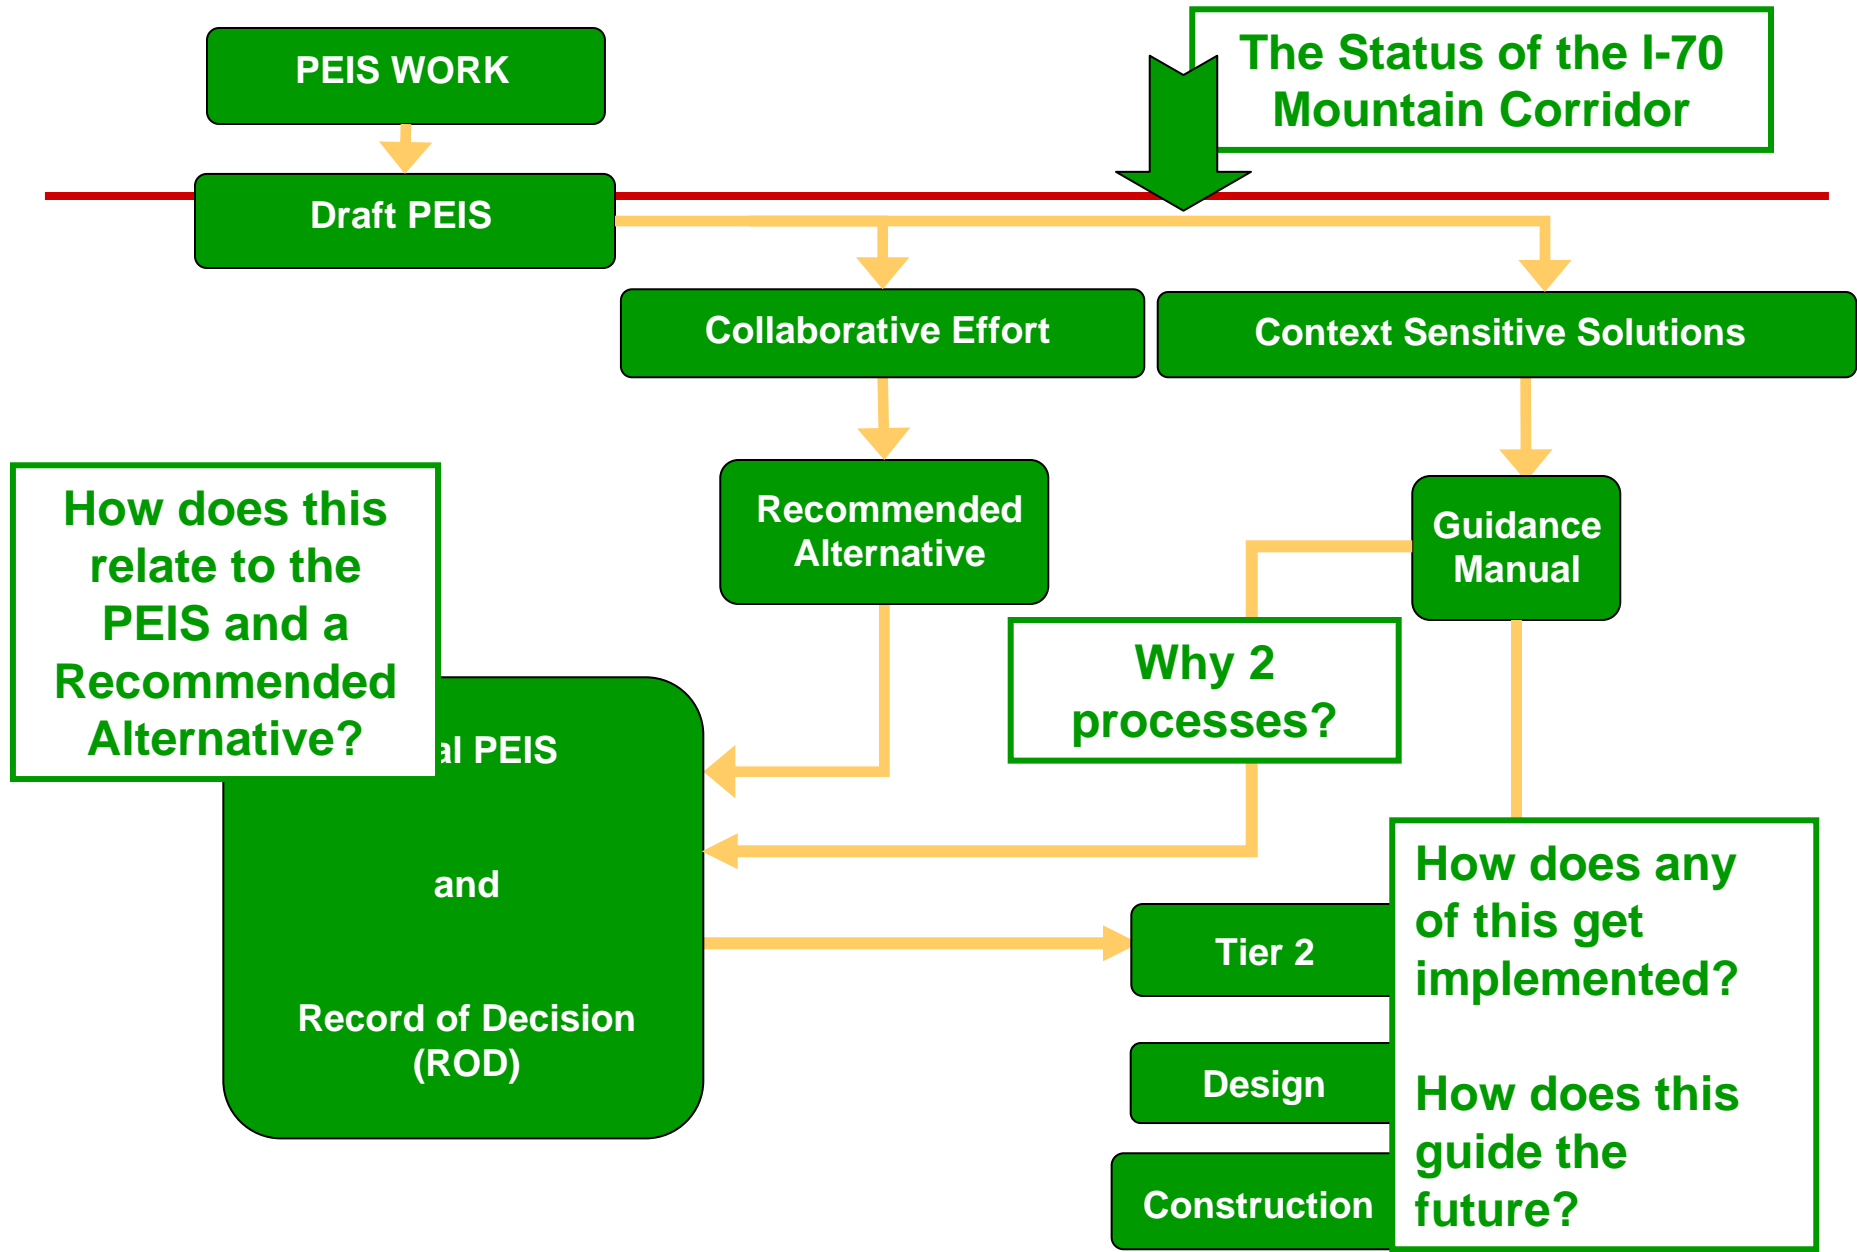 The Status of the I-70
Mountain Corridor
PEIS WORK
Draft PEIS
Collaborative Effort
Context Sensitive Solutions
Recommended
Alternative
Guidance
Manual
How does this
relate to the
PEIS and a
Recommended
Alternative?
Why 2
processes?
al PEIS
and
Record of Decision
(ROD)
Tier 2
Design
Construction
How does any
of this get
implemented?
How does this
guide the
future?